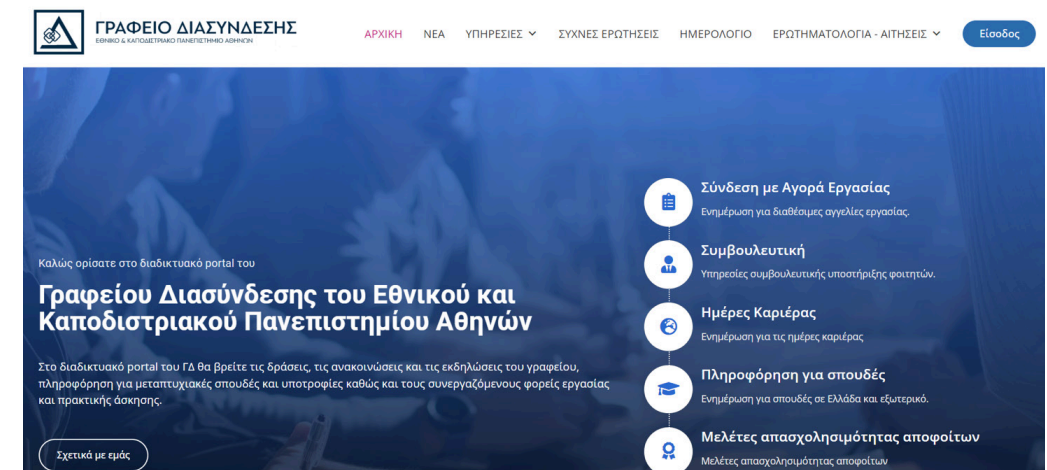 ΓΡΑΦΕΙΟ ΔΙΑΣΥΝΔΕΣΗΣ
ΕΘΝΙΚΟ & ΚΑΠΟΔΙΣΤΡΙΑΚΟ ΠΑΝΕΠΙΣΤΗΜΙΟ ΑΘΗΝΩΝ
ΑΡΧΙΚΗ ΝΕΑ ΥΠΗΡΕΣΙΕΣ ΣΥΧΝΕΣ ΕΡΩΤΗΣΕΙΣ ΗΜΕΡΟΛΟΓΙΟ ΕΡΩΤΗΜΑΤΟΛΟΓΙΑ - ΑΙΤΗΣΕΙΣ Είσοδος
Καλώς ορίσατε στο διαδικτυακό portal του
Γραφείου Διασύνδεσης του Εθνικού και
Καποδιστριακού Πανεπιστημίου Αθηνών
Στο διαδικτυακό portal του ΓΔ θα βρείτε τις δράσεις, τις ανακοινώσεις και τις εκδηλώσεις του γραφείου,
πληροφόρηση για μεταπτυχιακές σπουδές και υποτροφίες καθώς και τους συνεργαζόμενους φορείς εργασίας
και πρακτικής άσκησης.
Σχετικά με εμάς
Σύνδεση με Αγορά Εργασίας
Ενημέρωση για διαθέσιμες αγγελίες εργασίας.
Συμβουλευτική
Υπηρεσίες συμβουλευτικής υποστήριξης φοιτητών.
Ημέρες Καριέρας
Ενημέρωση για τις ημέρες καριέρας
Πληροφόρηση για σπουδές
Ενημέρωση για σπουδές σε Ελλάδα και εξωτερικό.
Μελέτες απασχολησιμότητας αποφοίτων
Μελέτες απασχολησιμότητας αποφοίτων